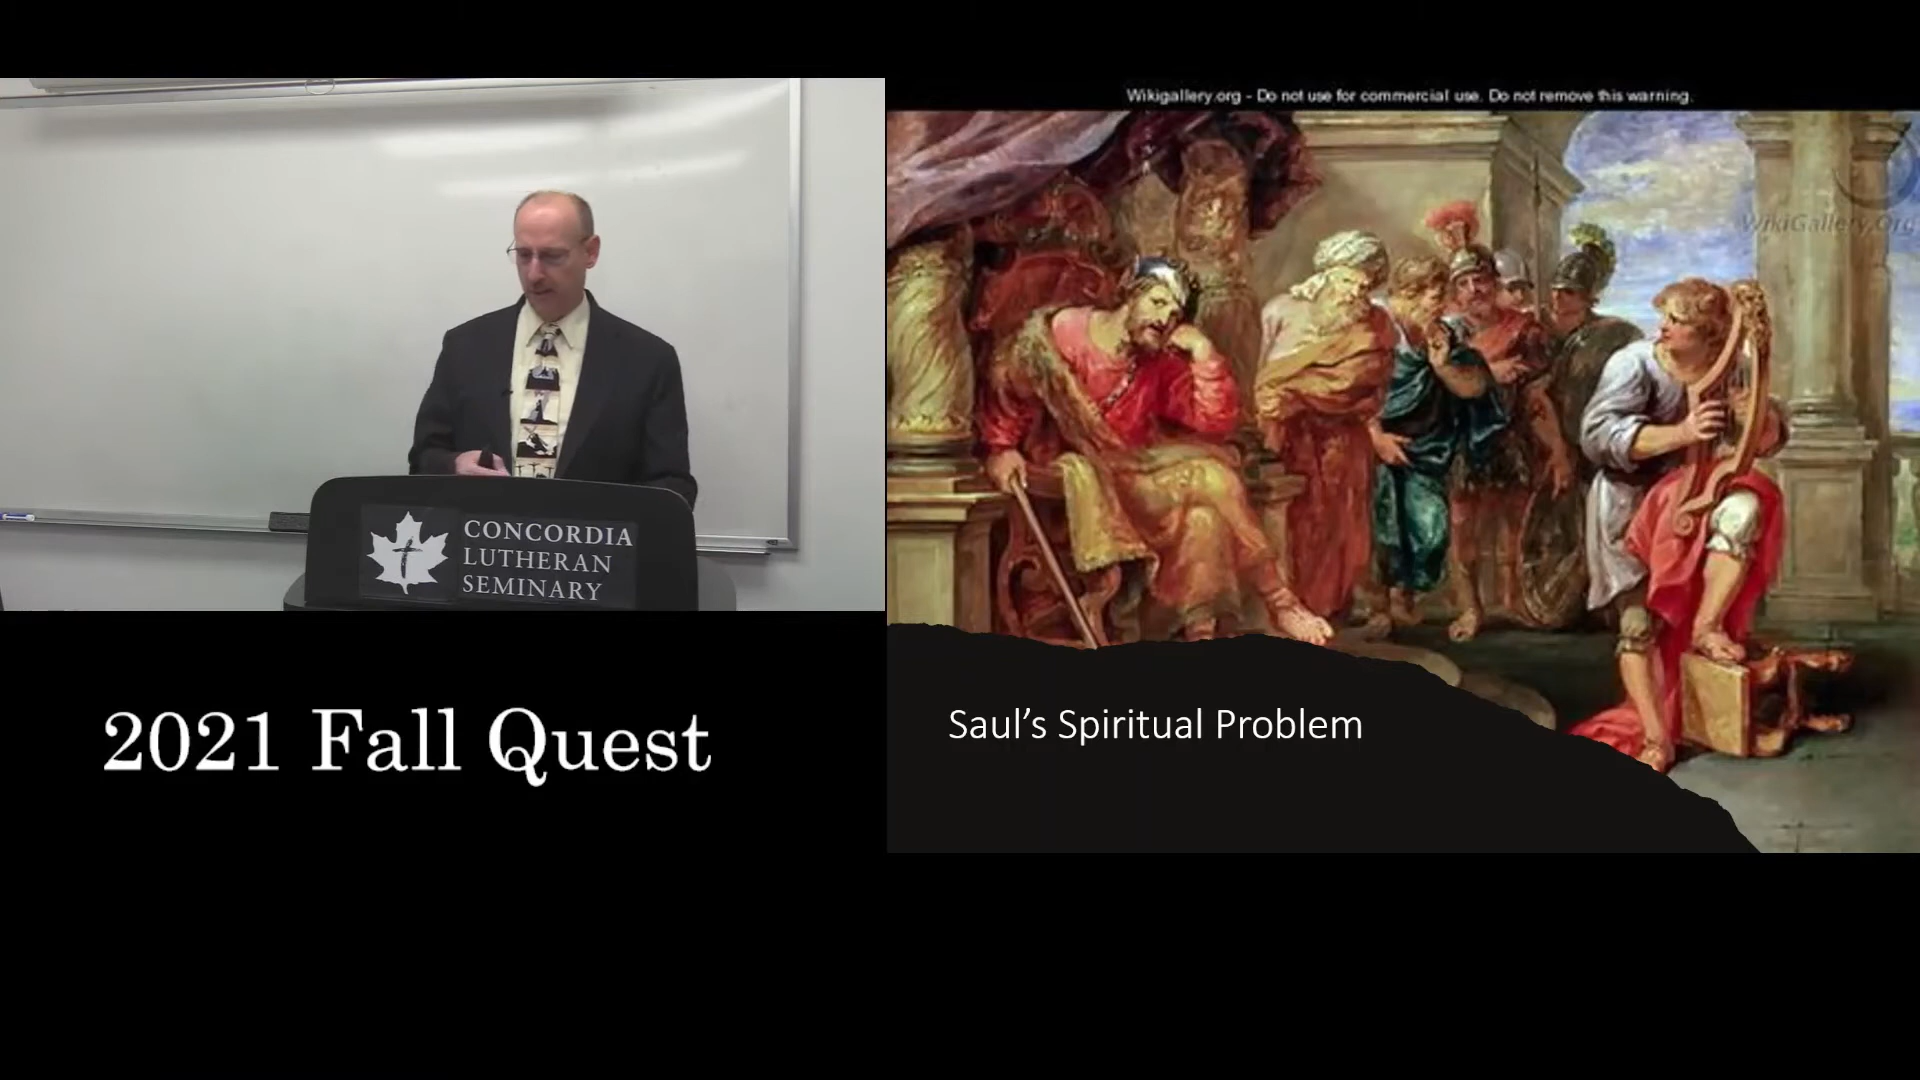 CONCORDIA
LUTHERAN
SEMINARY
2021 Fall Quest
Wikigallery.org - Do not use for commercial use. Do not remove this warning.
WikiGallery.Org
Saul’s Spiritual Problem